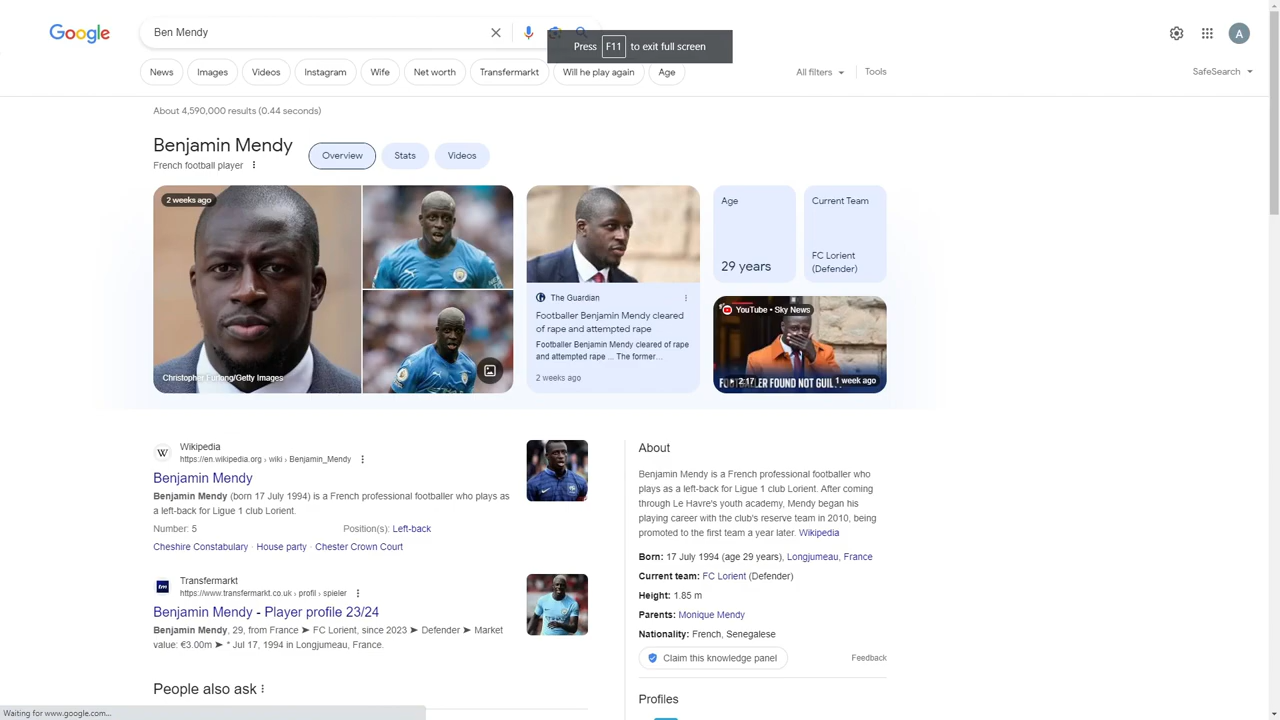 Google
Ben Mendy
Press F11 to exit full screen
A
News
Images
Videos
Instagram
Wife
Net worth
Transfermarkt
Will he play again
Age
All filters
Tools
SafeSearch
About 4,590,000 results (0.44 seconds)
Benjamin Mendy
French football player
Overview
Stats
Videos
2 weeks ago
Christopher Furlong/Getty Images
The Guardian
Footballer Benjamin Mendy cleared
of rape and attempted rape
Footballer Benjamin Mendy cleared of rape
and attempted rape ... The former…
2 weeks ago
Age
29 years
Current Team
FC Lorient
(Defender)
YouTube • Sky News
2:17
1 week ago
W
Wikipedia
https://en.wikipedia.org › wiki › Benjamin_Mendy
Benjamin Mendy
Benjamin Mendy (born 17 July 1994) is a French professional footballer who plays as
a left-back for Ligue 1 club Lorient.
Number: 5
Position(s): Left-back
Cheshire Constabulary · House party · Chester Crown Court
tm
Transfermarkt
https://www.transfermarkt.co.uk › profil › spieler
Benjamin Mendy - Player profile 23/24
Benjamin Mendy, 29, from France ➤ FC Lorient, since 2023 ➤ Defender ➤ Market
value: €3.00m ➤ * Jul 17, 1994 in Longjumeau, France.
People also ask
About
Benjamin Mendy is a French professional footballer who
plays as a left-back for Ligue 1 club Lorient. After coming
through Le Havre's youth academy, Mendy began his
playing career with the club's reserve team in 2010, being
promoted to the first team a year later. Wikipedia
Born: 17 July 1994 (age 29 years), Longjumeau, France
Current team: FC Lorient (Defender)
Height: 1.85 m
Parents: Monique Mendy
Nationality: French, Senegalese
Claim this knowledge panel
Feedback
Profiles
Waiting for www.google.com...